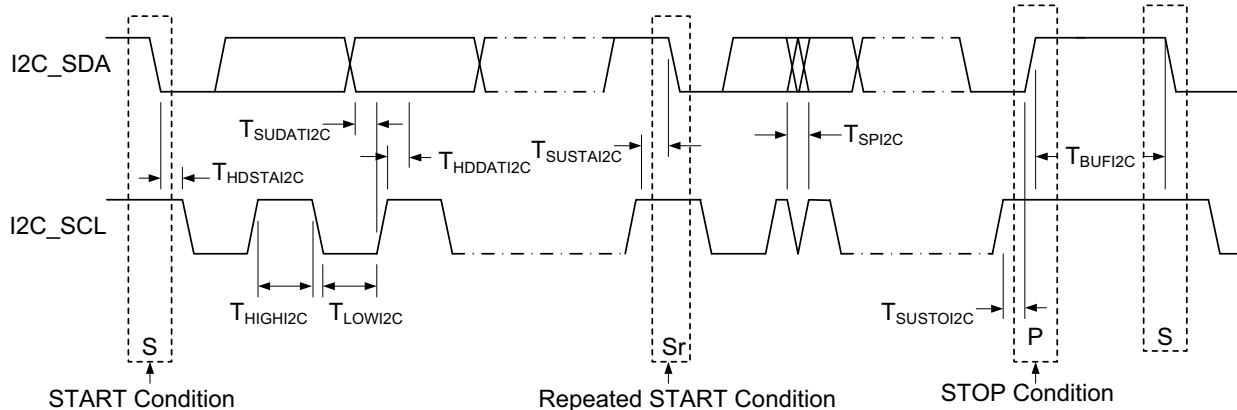 I2C_SDA
T_SUDATI2C
T_HDDATI2C
T_SUSTAI2C
T_SPI2C
T_BUFI2C
T_HDSTAI2C
I2C_SCL
T_HIGHI2C
T_LOWI2C
T_SUSTOI2C
S
Sr
P
S
START Condition
Repeated START Condition
STOP Condition